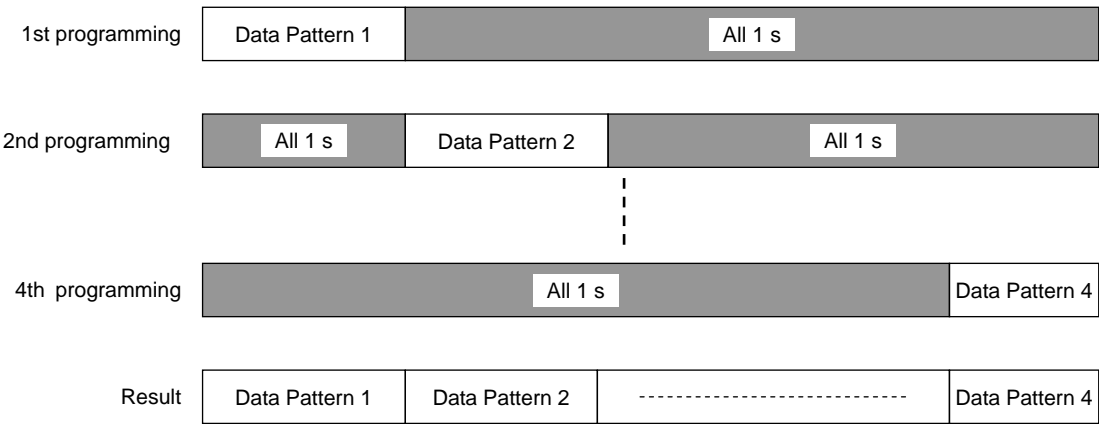 1st programming Data Pattern 1 All 1 s
2nd programming All 1 s Data Pattern 2 All 1 s
4th programming All 1 s Data Pattern 4
Result Data Pattern 1 Data Pattern 2 Data Pattern 4